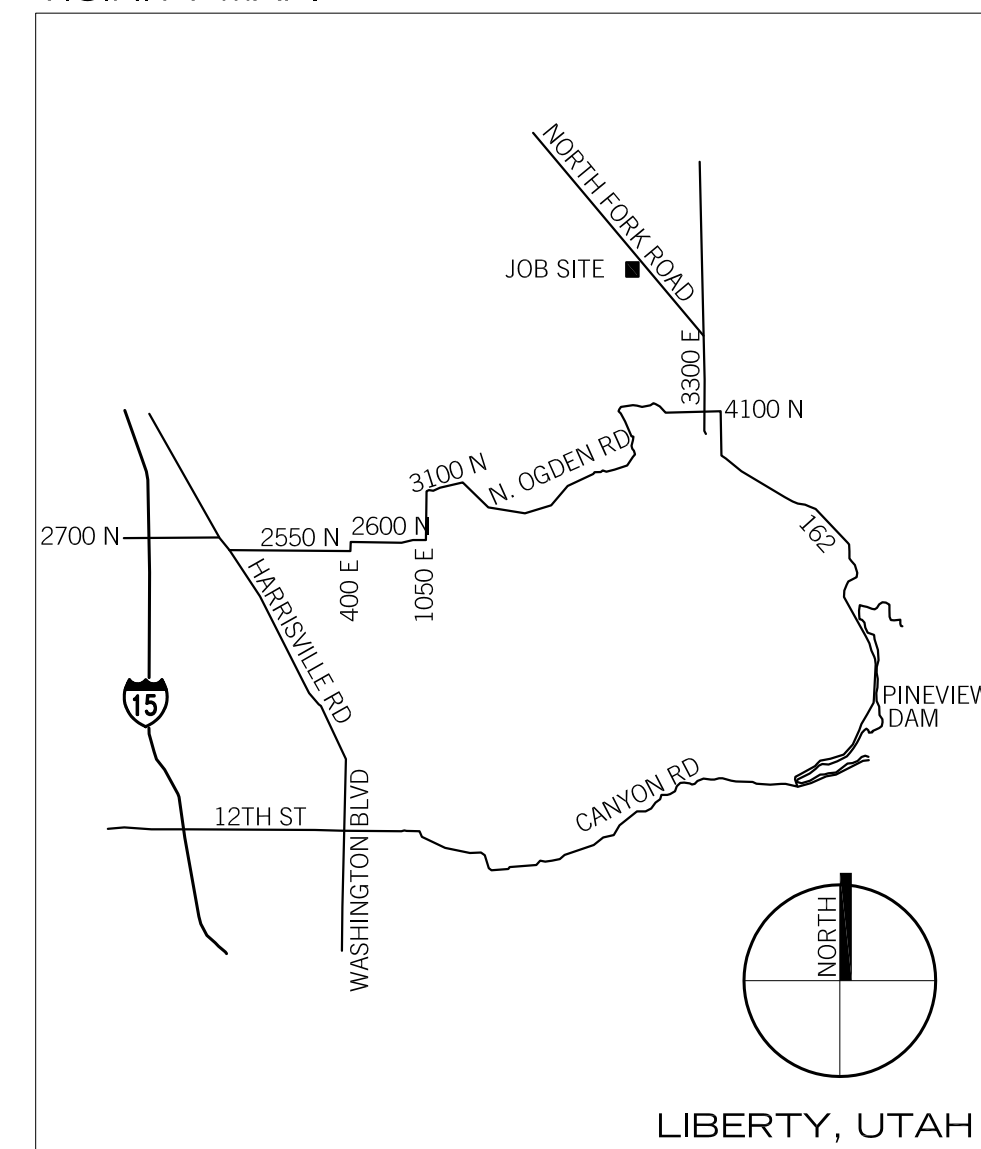 NORTH FORK ROAD
JOB SITE
3300 E
4100 N
3100 N
N. OGDEN RD
2700 N
2550 N
2600 N
400 E
1050 E
162
HARRISVILLE RD
15
PINEVIEW
DAM
CANYON RD
12TH ST
WASHINGTON BLVD
NORTH
LIBERTY, UTAH